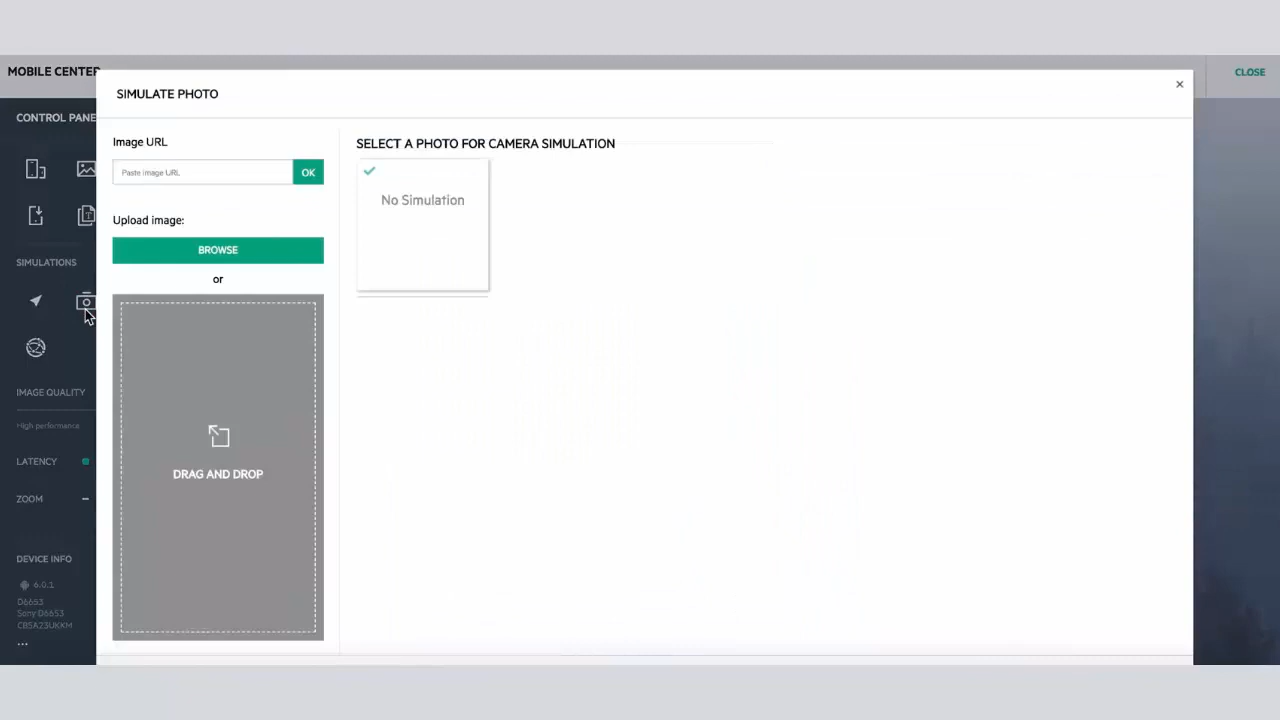 MOBILE CENTER
CLOSE
SIMULATE PHOTO
×
CONTROL PANE
Image URL
Paste image URL
OK
Upload image:
BROWSE
or
DRAG AND DROP
SELECT A PHOTO FOR CAMERA SIMULATION
No Simulation
SIMULATIONS
IMAGE QUALITY
High performance
LATENCY
ZOOM
DEVICE INFO
6.0.1
D6653
Sony D6653
CB5A23UKKM
...